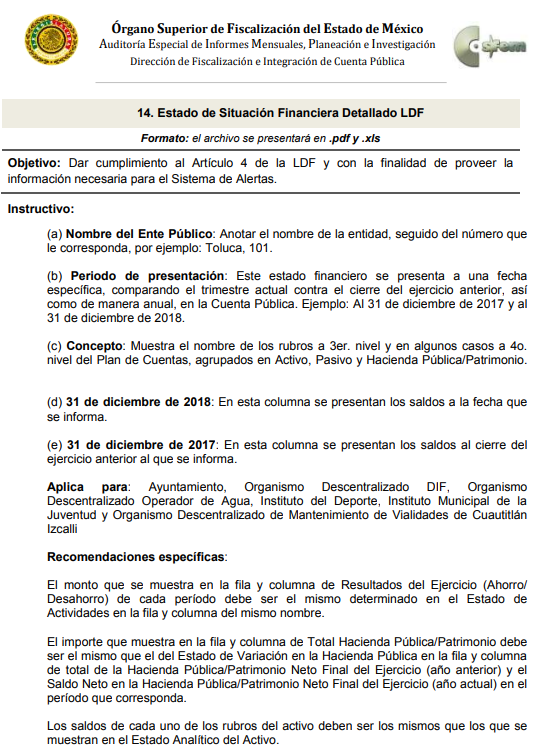 Órgano Superior de Fiscalización del Estado de México
Auditoría Especial de Informes Mensuales, Planeación e Investigación
Dirección de Fiscalización e Integración de Cuenta Pública
osfem
14. Estado de Situación Financiera Detallado LDF
Formato: el archivo se presentará en .pdf y .xls
Objetivo: Dar cumplimiento al Artículo 4 de la LDF y con la finalidad de proveer la
información necesaria para el Sistema de Alertas.
Instructivo:
(a) Nombre del Ente Público: Anotar el nombre de la entidad, seguido del número que
le corresponda, por ejemplo: Toluca, 101.
(b) Periodo de presentación: Este estado financiero se presenta a una fecha
específica, comparando el trimestre actual contra el cierre del ejercicio anterior, así
como de manera anual, en la Cuenta Pública. Ejemplo: Al 31 de diciembre de 2017 y al
31 de diciembre de 2018.
(c) Concepto: Muestra el nombre de los rubros a 3er. nivel y en algunos casos a 4o.
nivel del Plan de Cuentas, agrupados en Activo, Pasivo y Hacienda Pública/Patrimonio.
(d) 31 de diciembre de 2018: En esta columna se presentan los saldos a la fecha que
se informa.
(e) 31 de diciembre de 2017: En esta columna se presentan los saldos al cierre del
ejercicio anterior al que se informa.
Aplica para: Ayuntamiento, Organismo Descentralizado DIF, Organismo
Descentralizado Operador de Agua, Instituto del Deporte, Instituto Municipal de la
Juventud y Organismo Descentralizado de Mantenimiento de Vialidades de Cuautitlán
Izcalli
Recomendaciones específicas:
El monto que se muestra en la fila y columna de Resultados del Ejercicio (Ahorro/
Desahorro) de cada período debe ser el mismo determinado en el Estado de
Actividades en la fila y columna del mismo nombre.
El importe que muestra en la fila y columna de Total Hacienda Pública/Patrimonio debe
ser el mismo que el del Estado de Variación en la Hacienda Pública en la fila y columna
de total de la Hacienda Pública/Patrimonio Neto Final del Ejercicio (año anterior) y el
Saldo Neto en la Hacienda Pública/Patrimonio Neto Final del Ejercicio (año actual) en el
período que corresponda.
Los saldos de cada uno de los rubros del activo deben ser los mismos que los que se
muestran en el Estado Analítico del Activo.